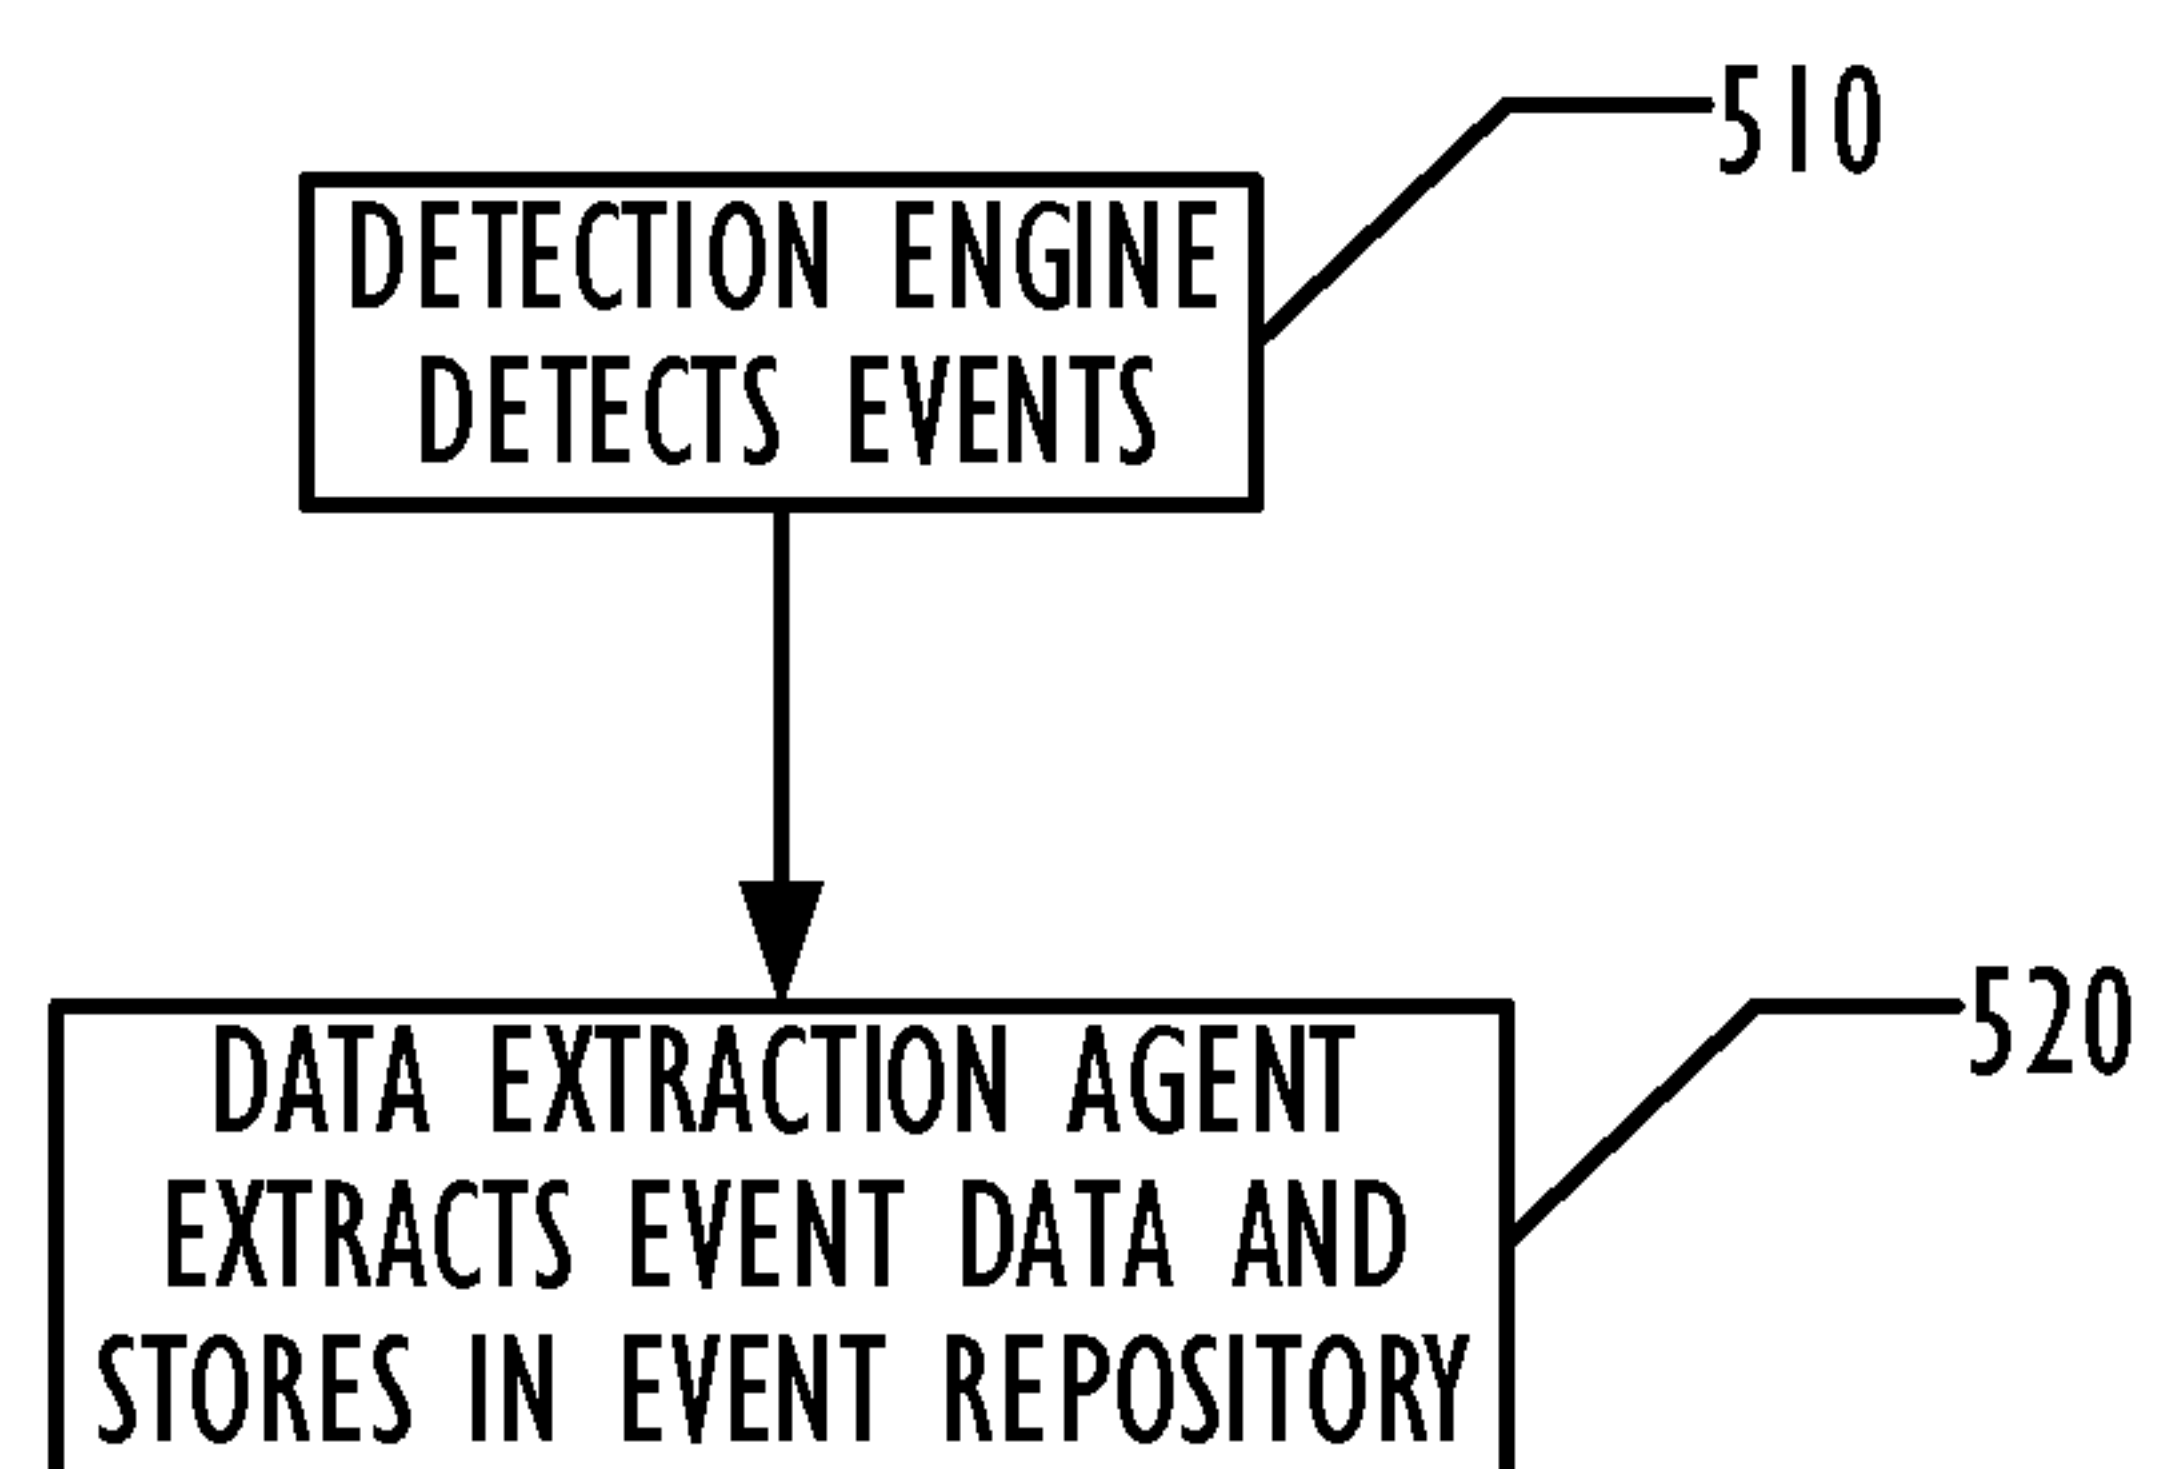 510
DETECTION ENGINE
DETECTS EVENTS
520
DATA EXTRACTION AGENT
EXTRACTS EVENT DATA AND
STORES IN EVENT REPOSITORY